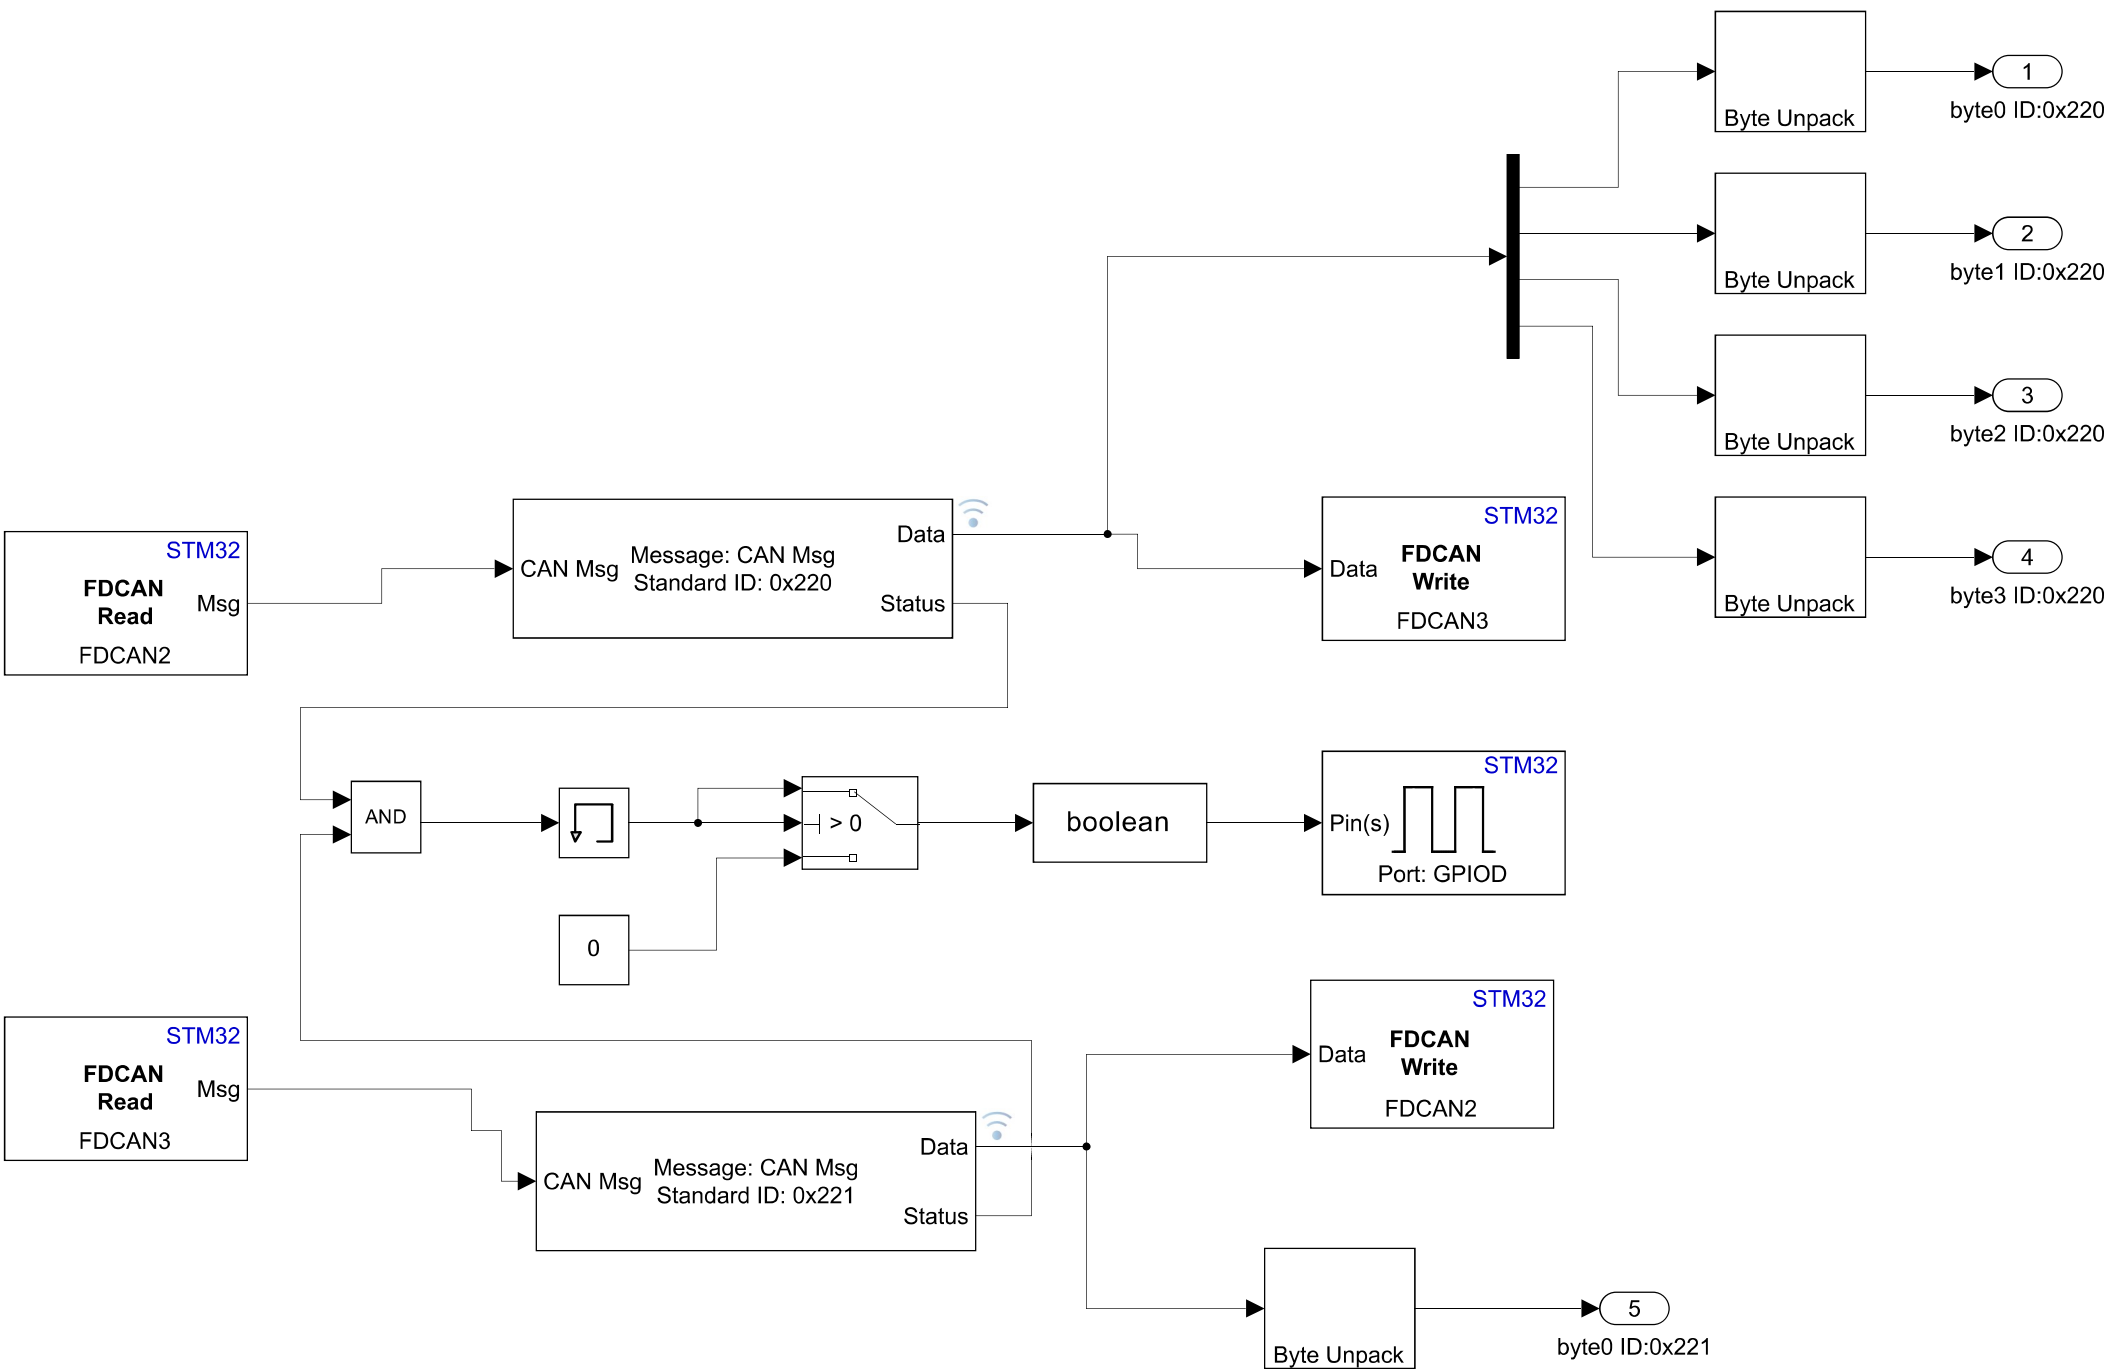 Byte Unpack
1
byte0 ID:0x220
Byte Unpack
2
byte1 ID:0x220
Byte Unpack
3
byte2 ID:0x220
STM32
FDCAN
Read
Msg
FDCAN2
CAN Msg
Message: CAN Msg
Standard ID: 0x220
Data
Status
STM32
Data
FDCAN
Write
FDCAN3
Byte Unpack
4
byte3 ID:0x220
AND
> 0
boolean
STM32
Pin(s)
Port: GPIOD
0
STM32
FDCAN
Read
Msg
FDCAN3
CAN Msg
Message: CAN Msg
Standard ID: 0x221
Data
Status
STM32
Data
FDCAN
Write
FDCAN2
Byte Unpack
5
byte0 ID:0x221